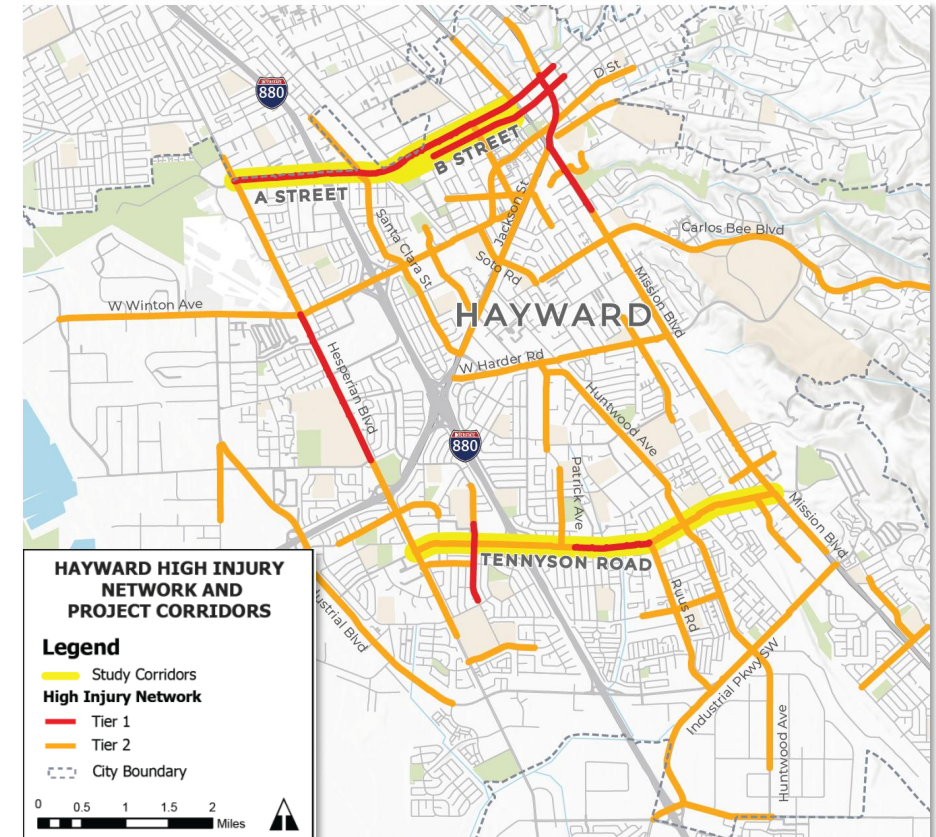 INTERSTATE
880
D St
B STREET
A STREET
Jackson St
Santa Clara St
Carlos Bee Blvd
Soto Rd
W Winton Ave
Mission Blvd
HAYWARD
Hesperian Blvd
W Harder Rd
Huntwood Ave
INTERSTATE
880
Patrick Ave
Mission Blvd
TENNYSON ROAD
Ruus Rd
ustrial Blvd
Industrial Pkwy SW
Huntwood Ave
HAYWARD HIGH INJURY
NETWORK AND
PROJECT CORRIDORS
Legend
Study Corridors
High Injury Network
Tier 1
Tier 2
City Boundary
0 0.5 1 1.5 2
Miles